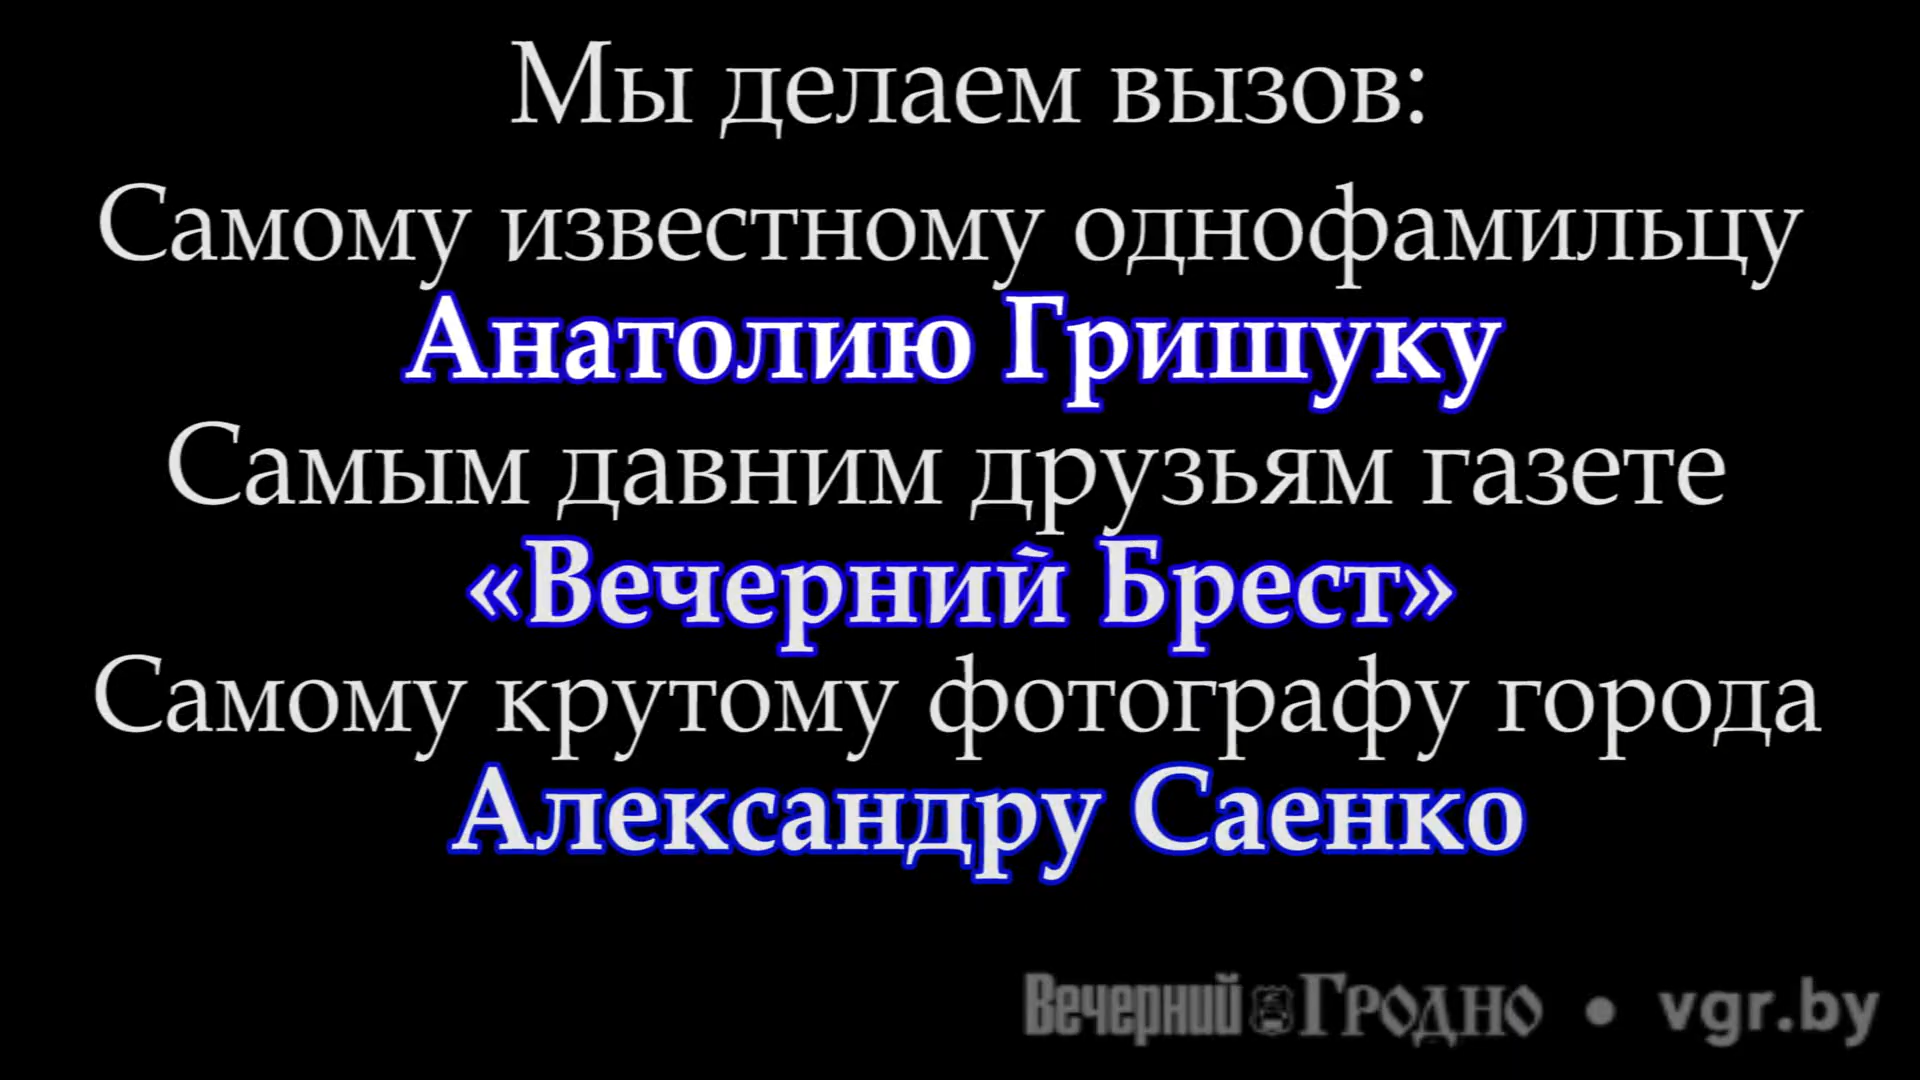 Мы делаем вызов:
Самому известному однофамильцу
Анатолию Гришуку
Самым давним друзьям газете
«Вечерний Брест»
Самому крутому фотографу города
Александру Саенко
Вечерний Гродно • vgr.by